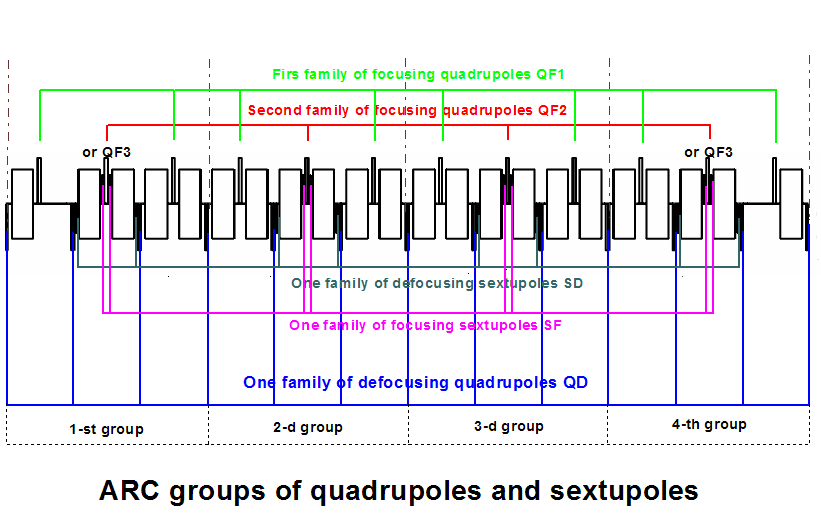 Firs family of focusing quadrupoles QF1
Second family of focusing quadrupoles QF2
or QF3
or QF3
One family of defocusing sextupoles SD
One family of focusing sextupoles SF
One family of defocusing quadrupoles QD
1-st group
2-d group
3-d group
4-th group
ARC groups of quadrupoles and sextupoles